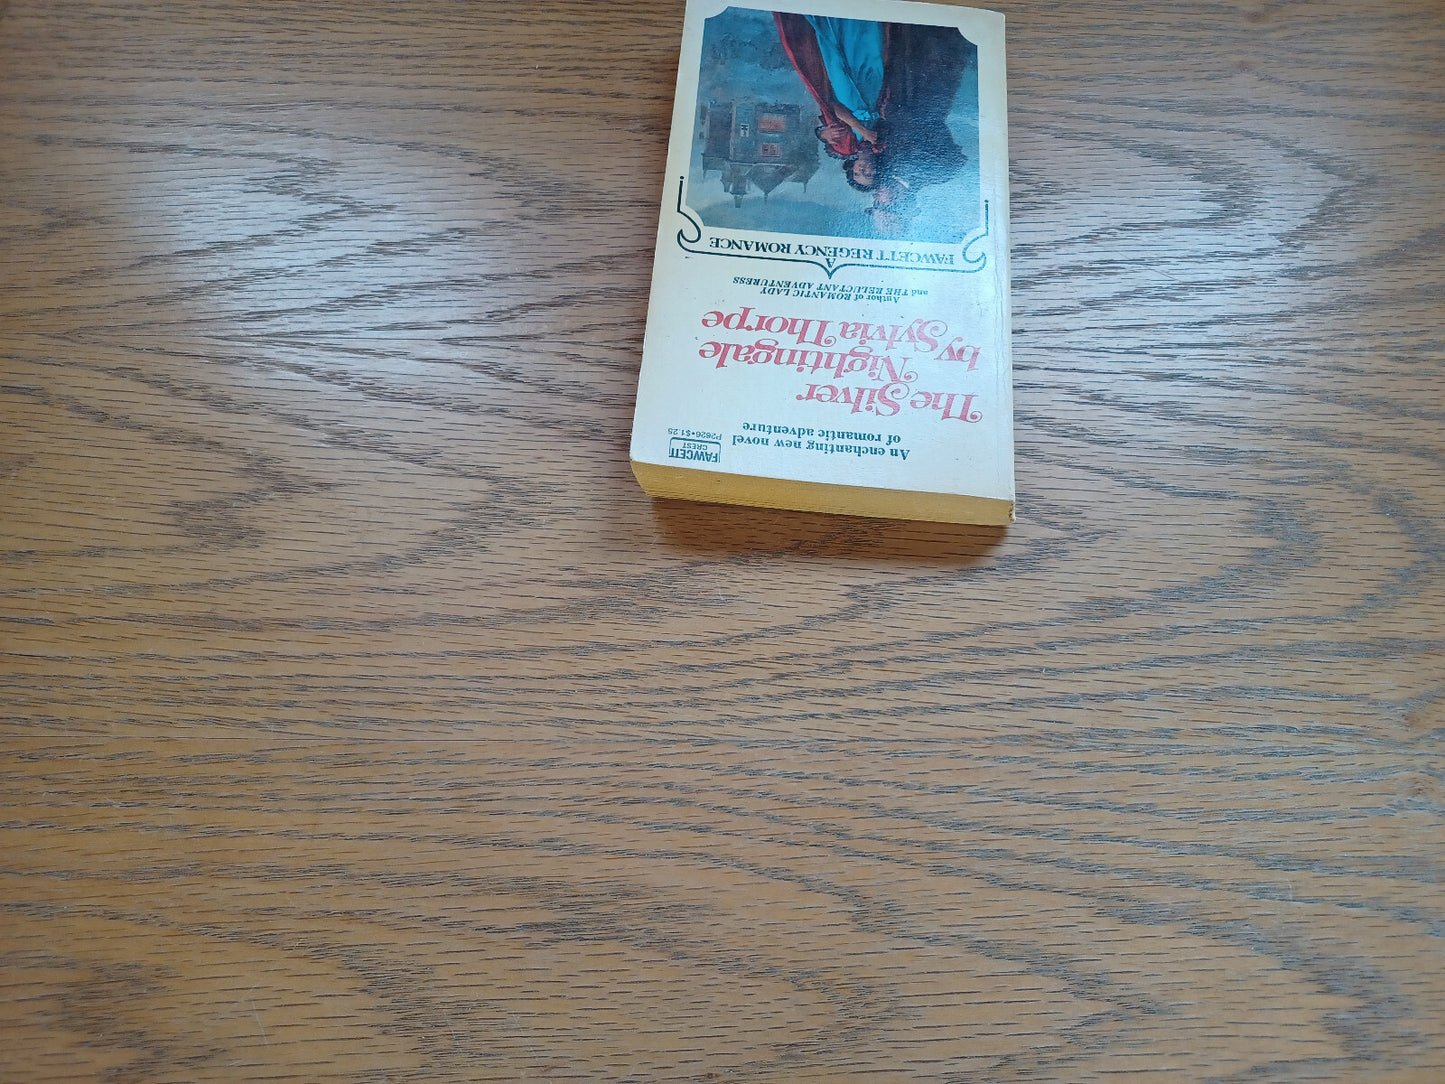 FAWCETT
CREST
P2626•$1.25
An enchanting new novel
of romantic adventure
The Silver
Nightingale
by Sylvia Thorpe
Author of ROMANTIC LADY
and THE RELUCTANT ADVENTURESS
A
FAWCETT REGENCY ROMANCE